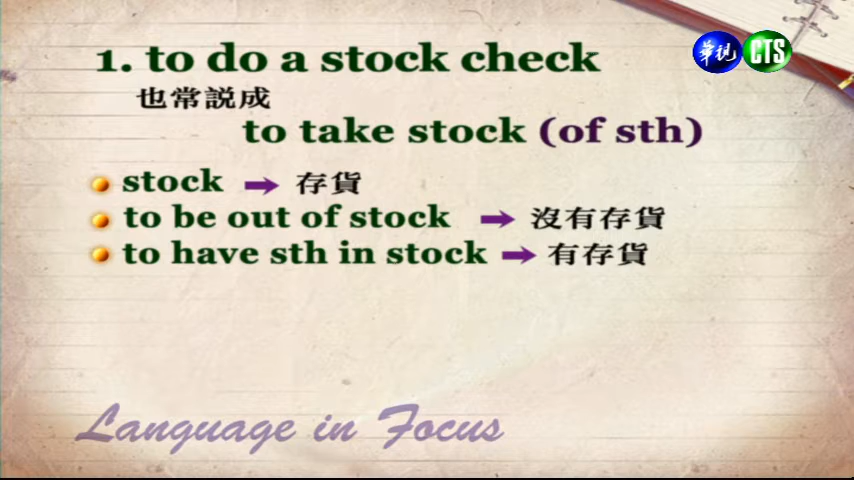 1. to do a stock check
華視 CTS
也常説成
to take stock (of sth)
stock ➡ 存貨
to be out of stock ➡ 沒有存貨
to have sth in stock ➡ 有存貨
Language in Focus